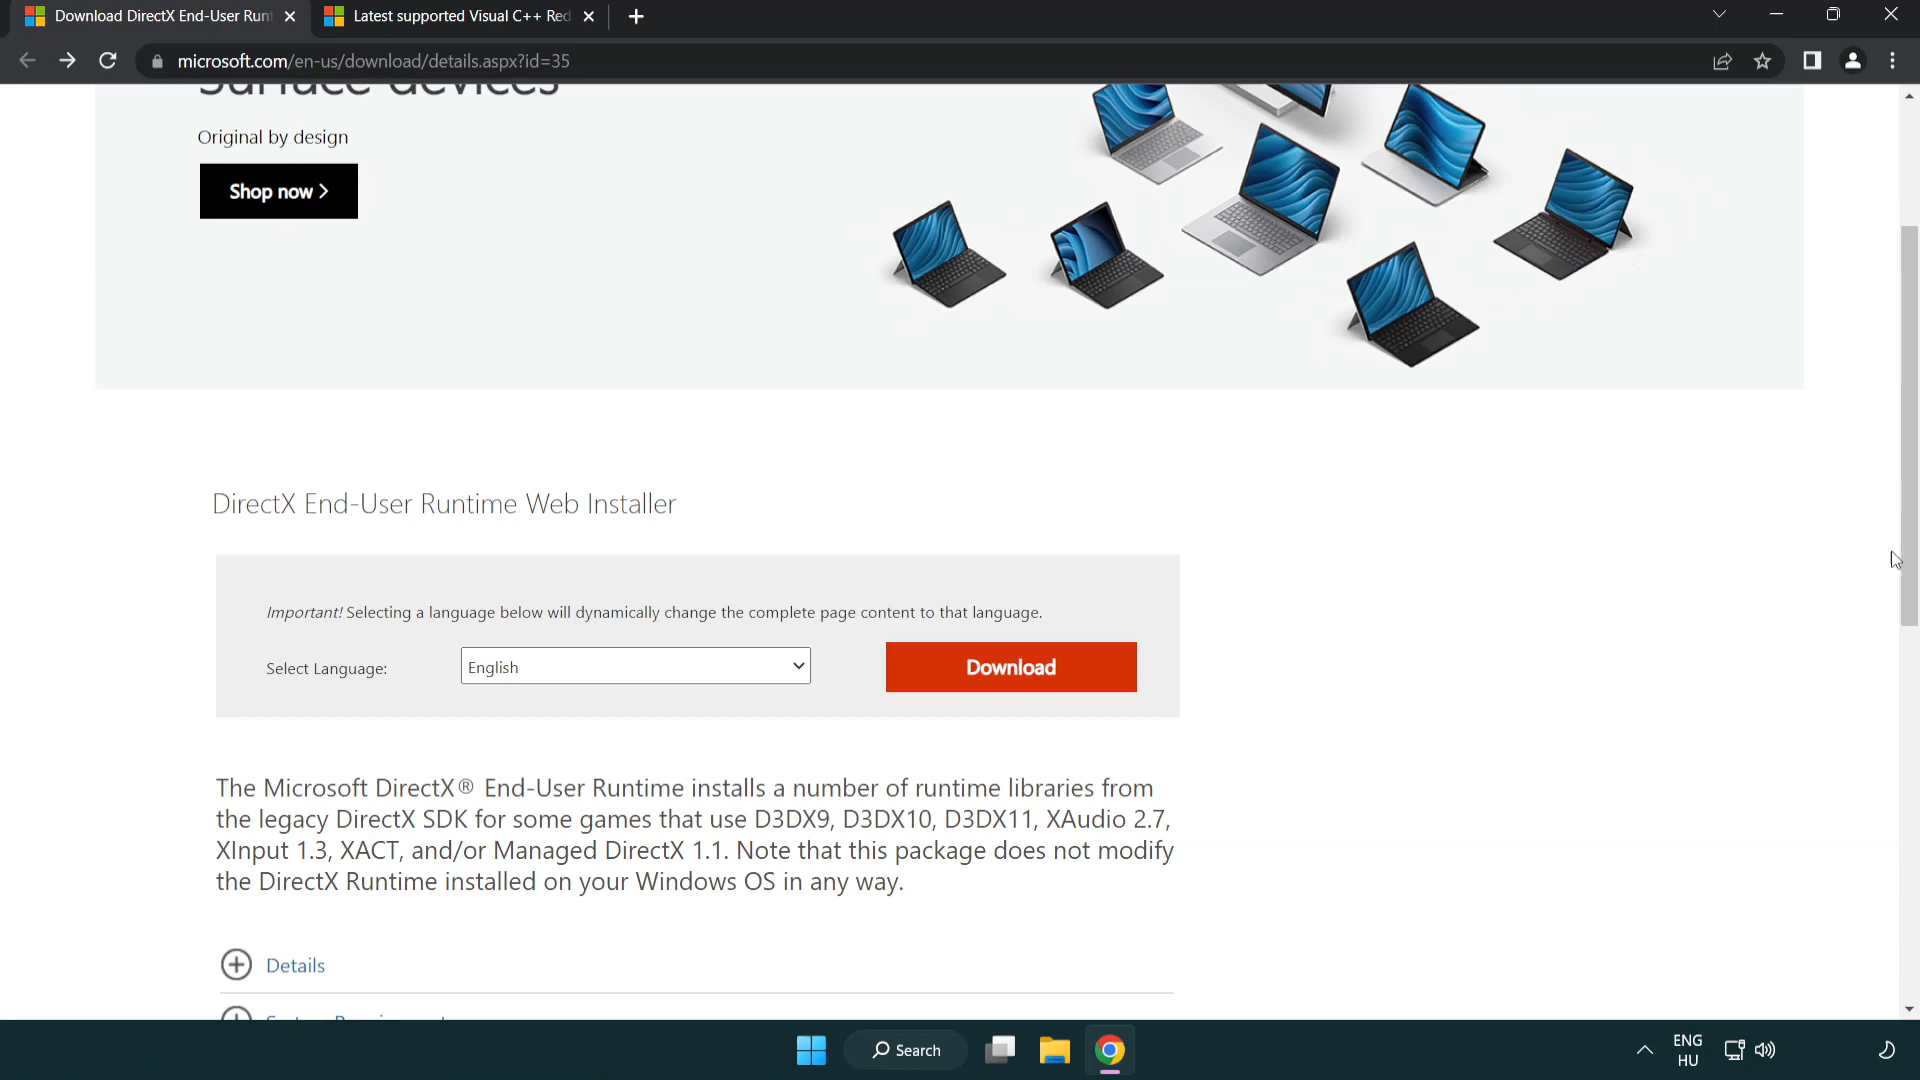 Download DirectX End-User Runt
Latest supported Visual C++ Red
microsoft.com/en-us/download/details.aspx?id=35
Surface devices
Original by design
Shop now >
DirectX End-User Runtime Web Installer
Important! Selecting a language below will dynamically change the complete page content to that language.
Select Language:
English
Download
The Microsoft DirectX® End-User Runtime installs a number of runtime libraries from
the legacy DirectX SDK for some games that use D3DX9, D3DX10, D3DX11, XAudio 2.7,
XInput 1.3, XACT, and/or Managed DirectX 1.1. Note that this package does not modify
the DirectX Runtime installed on your Windows OS in any way.
Details
Search
ENG
HU